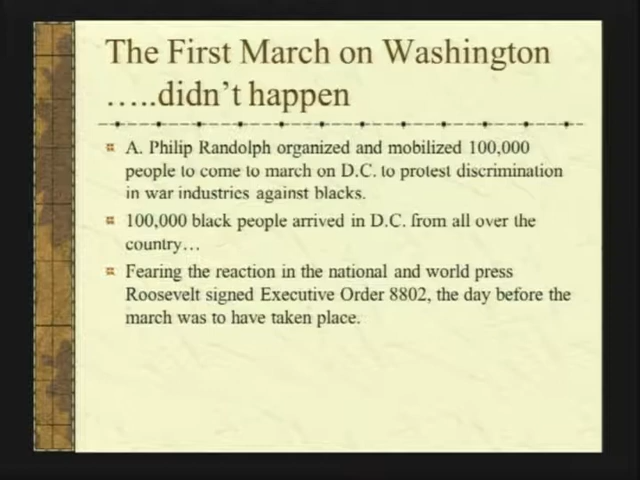 The First March on Washington
…..didn't happen
A. Philip Randolph organized and mobilized 100,000
people to come to march on D.C. to protest discrimination
in war industries against blacks.
100,000 black people arrived in D.C. from all over the
country…
Fearing the reaction in the national and world press
Roosevelt signed Executive Order 8802, the day before the
march was to have taken place.